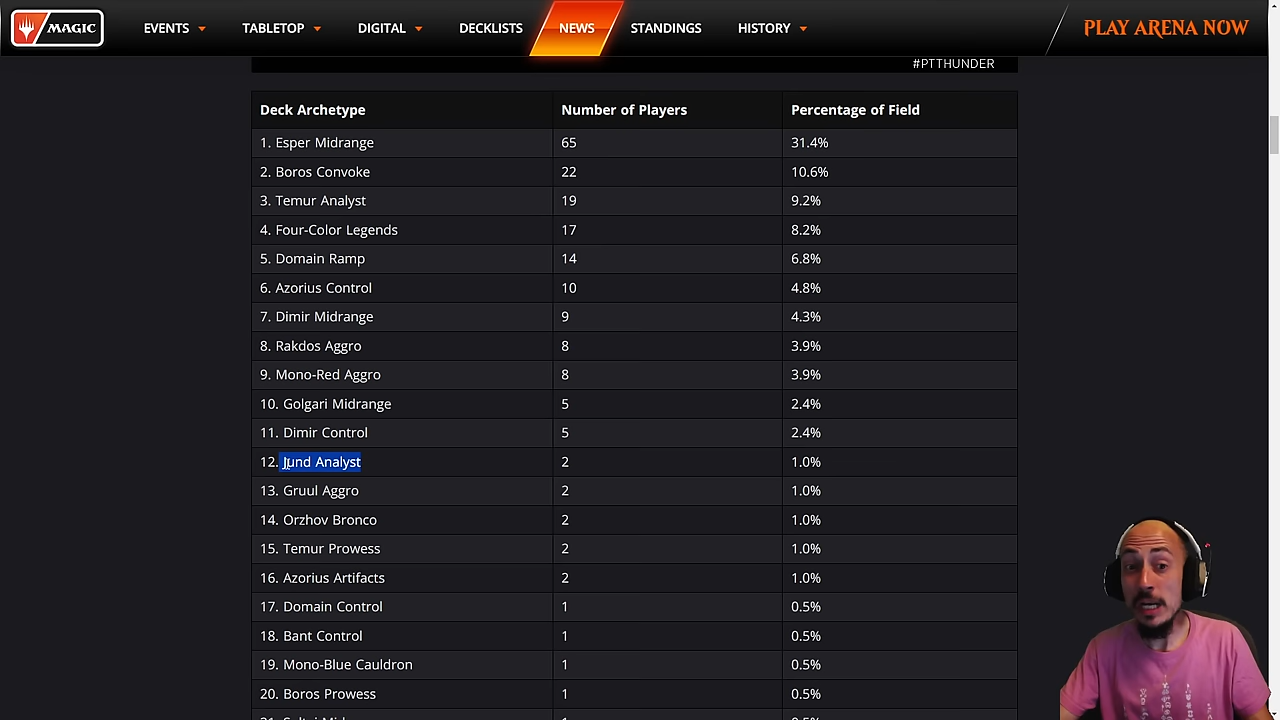 MAGIC EVENTS TABLETOP DIGITAL DECKLISTS NEWS STANDINGS HISTORY PLAY ARENA NOW
#PTTHUNDER
Deck Archetype Number of Players Percentage of Field
1. Esper Midrange 65 31.4%
2. Boros Convoke 22 10.6%
3. Temur Analyst 19 9.2%
4. Four-Color Legends 17 8.2%
5. Domain Ramp 14 6.8%
6. Azorius Control 10 4.8%
7. Dimir Midrange 9 4.3%
8. Rakdos Aggro 8 3.9%
9. Mono-Red Aggro 8 3.9%
10. Golgari Midrange 5 2.4%
11. Dimir Control 5 2.4%
12. Jund Analyst 2 1.0%
13. Gruul Aggro 2 1.0%
14. Orzhov Bronco 2 1.0%
15. Temur Prowess 2 1.0%
16. Azorius Artifacts 2 1.0%
17. Domain Control 1 0.5%
18. Bant Control 1 0.5%
19. Mono-Blue Cauldron 1 0.5%
20. Boros Prowess 1 0.5%